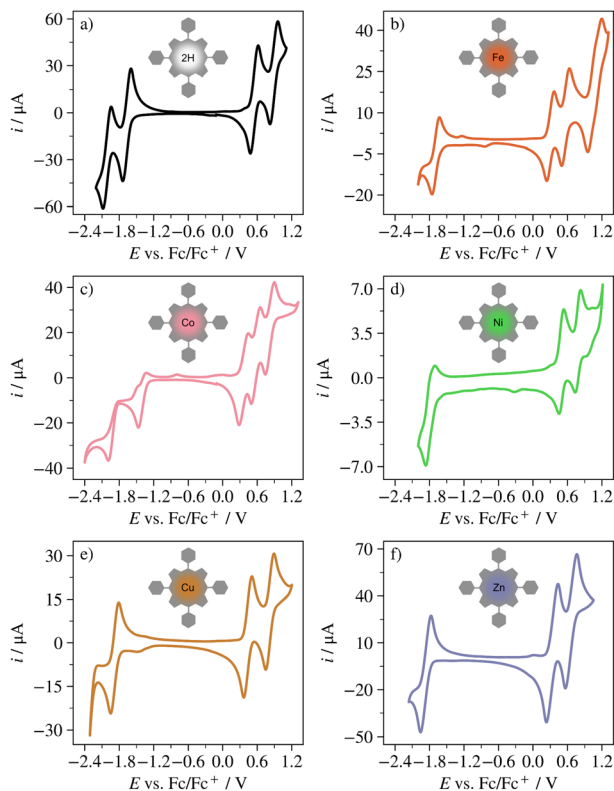 a)
2H
60
30
0
−30
−60
i / µA
−2.4 −1.8 −1.2 −0.6 0.0 0.6 1.2
E vs. Fc/Fc⁺ / V
b)
Fe
40
25
10
−5
−20
i / µA
−2.4 −1.8 −1.2 −0.6 0.0 0.6 1.2
E vs. Fc/Fc⁺ / V
c)
Co
40
20
0
−20
−40
i / µA
−2.4 −1.8 −1.2 −0.6 0.0 0.6 1.2
E vs. Fc/Fc⁺ / V
d)
Ni
7.0
3.5
0.0
−3.5
−7.0
i / µA
−2.4 −1.8 −1.2 −0.6 0.0 0.6 1.2
E vs. Fc/Fc⁺ / V
e)
Cu
30
15
0
−15
−30
i / µA
−2.4 −1.8 −1.2 −0.6 0.0 0.6 1.2
E vs. Fc/Fc⁺ / V
f)
Zn
70
40
10
−20
−50
i / µA
−2.4 −1.8 −1.2 −0.6 0.0 0.6 1.2
E vs. Fc/Fc⁺ / V